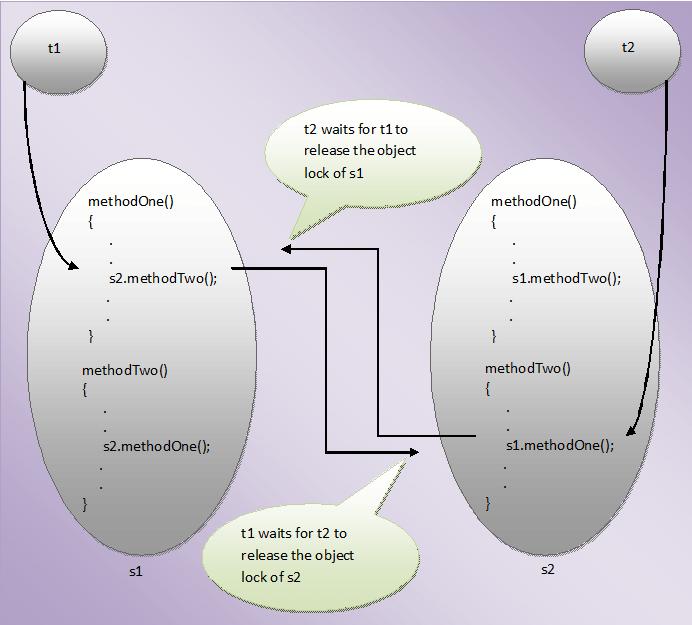 t1
t2
t2 waits for t1 to
release the object
lock of s1
methodOne()
{
.
.
s2.methodTwo();
.
.
}
methodTwo()
{
.
.
s2.methodOne();
.
.
}
s1
methodOne()
{
.
.
s1.methodTwo();
.
.
}
methodTwo()
{
.
.
s1.methodOne();
.
.
}
s2
t1 waits for t2 to
release the object
lock of s2